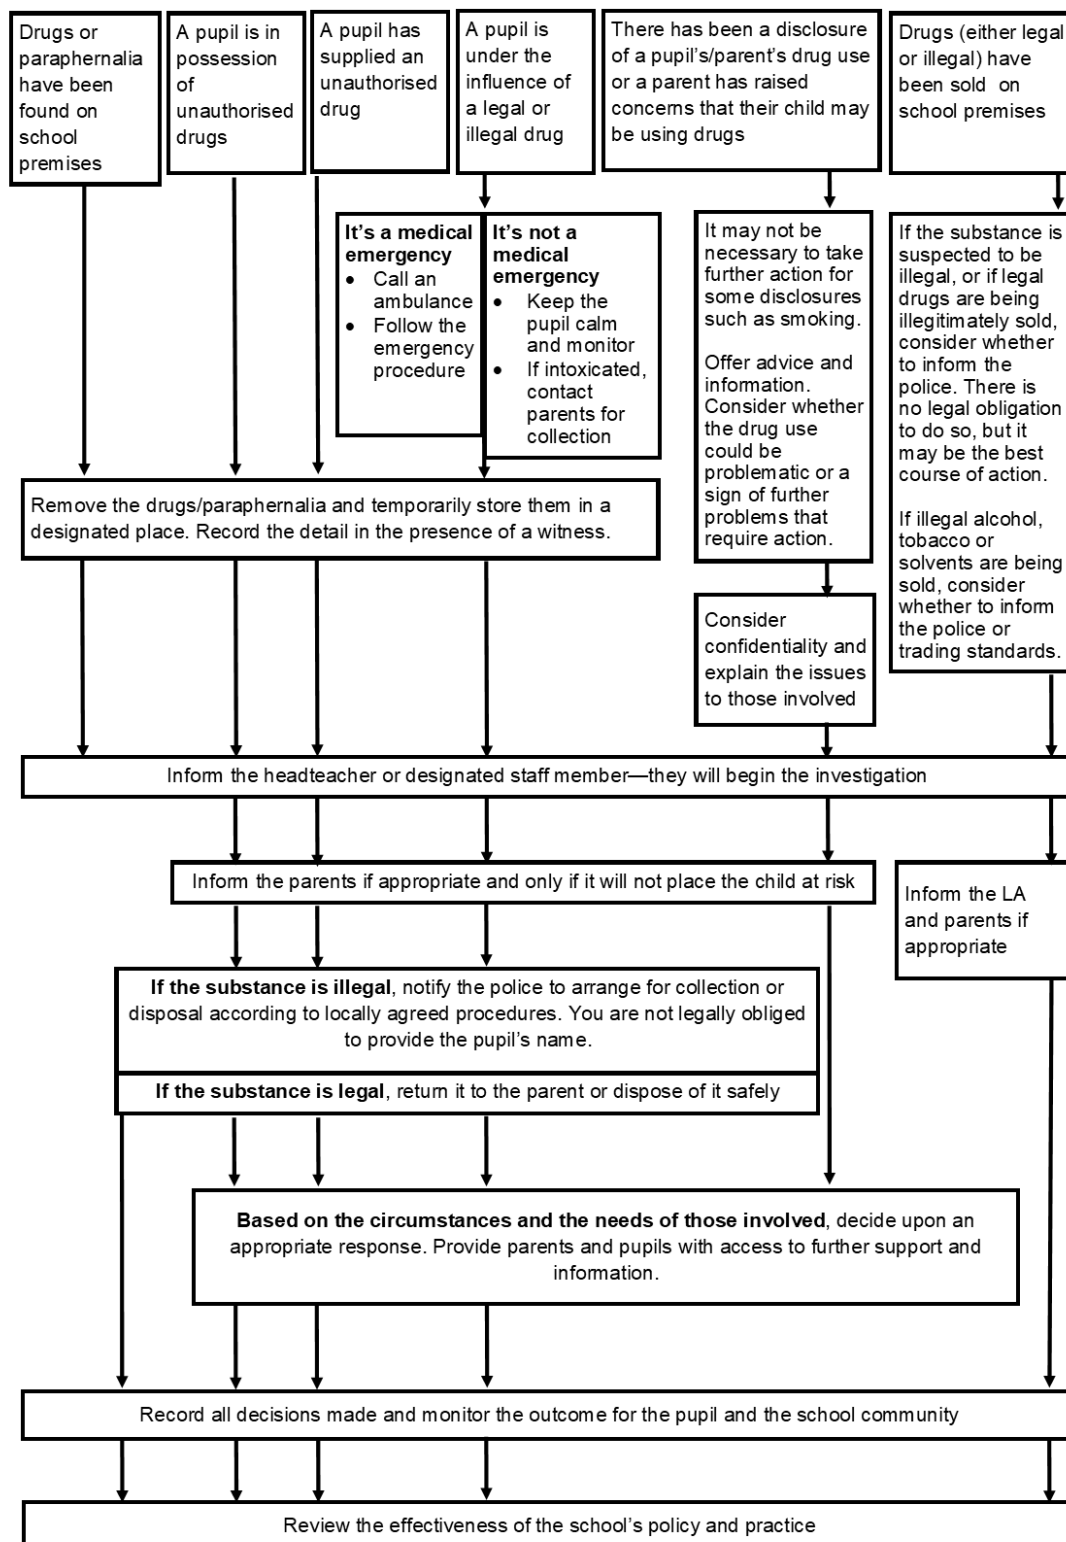 Drugs or
paraphernalia
have been
found on
school
premises
A pupil is in
possession
of
unauthorised
drugs
A pupil has
supplied an
unauthorised
drug
A pupil is
under the
influence of
a legal or
illegal drug
There has been a disclosure
of a pupil’s/parent’s drug use
or a parent has raised
concerns that their child may
be using drugs
Drugs (either legal
or illegal) have
been sold on
school premises
It’s a medical
emergency
• Call an
ambulance
• Follow the
emergency
procedure
It’s not a
medical
emergency
• Keep the
pupil calm
and monitor
• If intoxicated,
contact
parents for
collection
It may not be
necessary to take
further action for
some disclosures
such as smoking.
Offer advice and
information.
Consider whether
the drug use
could be
problematic or a
sign of further
problems that
require action.
If the substance is
suspected to be
illegal, or if legal
drugs are being
illegitimately sold,
consider whether
to inform the
police. There is
no legal obligation
to do so, but it
may be the best
course of action.
If illegal alcohol,
tobacco or
solvents are being
sold, consider
whether to inform
the police or
trading standards.
Remove the drugs/paraphernalia and temporarily store them in a
designated place. Record the detail in the presence of a witness.
Consider
confidentiality and
explain the issues
to those involved
Inform the headteacher or designated staff member—they will begin the investigation
Inform the parents if appropriate and only if it will not place the child at risk
Inform the LA
and parents if
appropriate
If the substance is illegal, notify the police to arrange for collection or
disposal according to locally agreed procedures. You are not legally obliged
to provide the pupil’s name.
If the substance is legal, return it to the parent or dispose of it safely
Based on the circumstances and the needs of those involved, decide upon an
appropriate response. Provide parents and pupils with access to further support and
information.
Record all decisions made and monitor the outcome for the pupil and the school community
Review the effectiveness of the school’s policy and practice